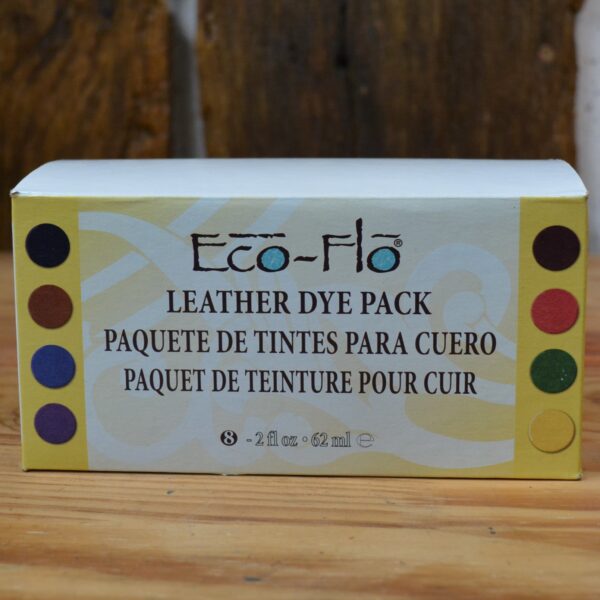 Eco-Flo®
LEATHER DYE PACK
PAQUETE DE TINTES PARA CUERO
PAQUET DE TEINTURE POUR CUIR
8 - 2 fl oz • 62 ml ℮